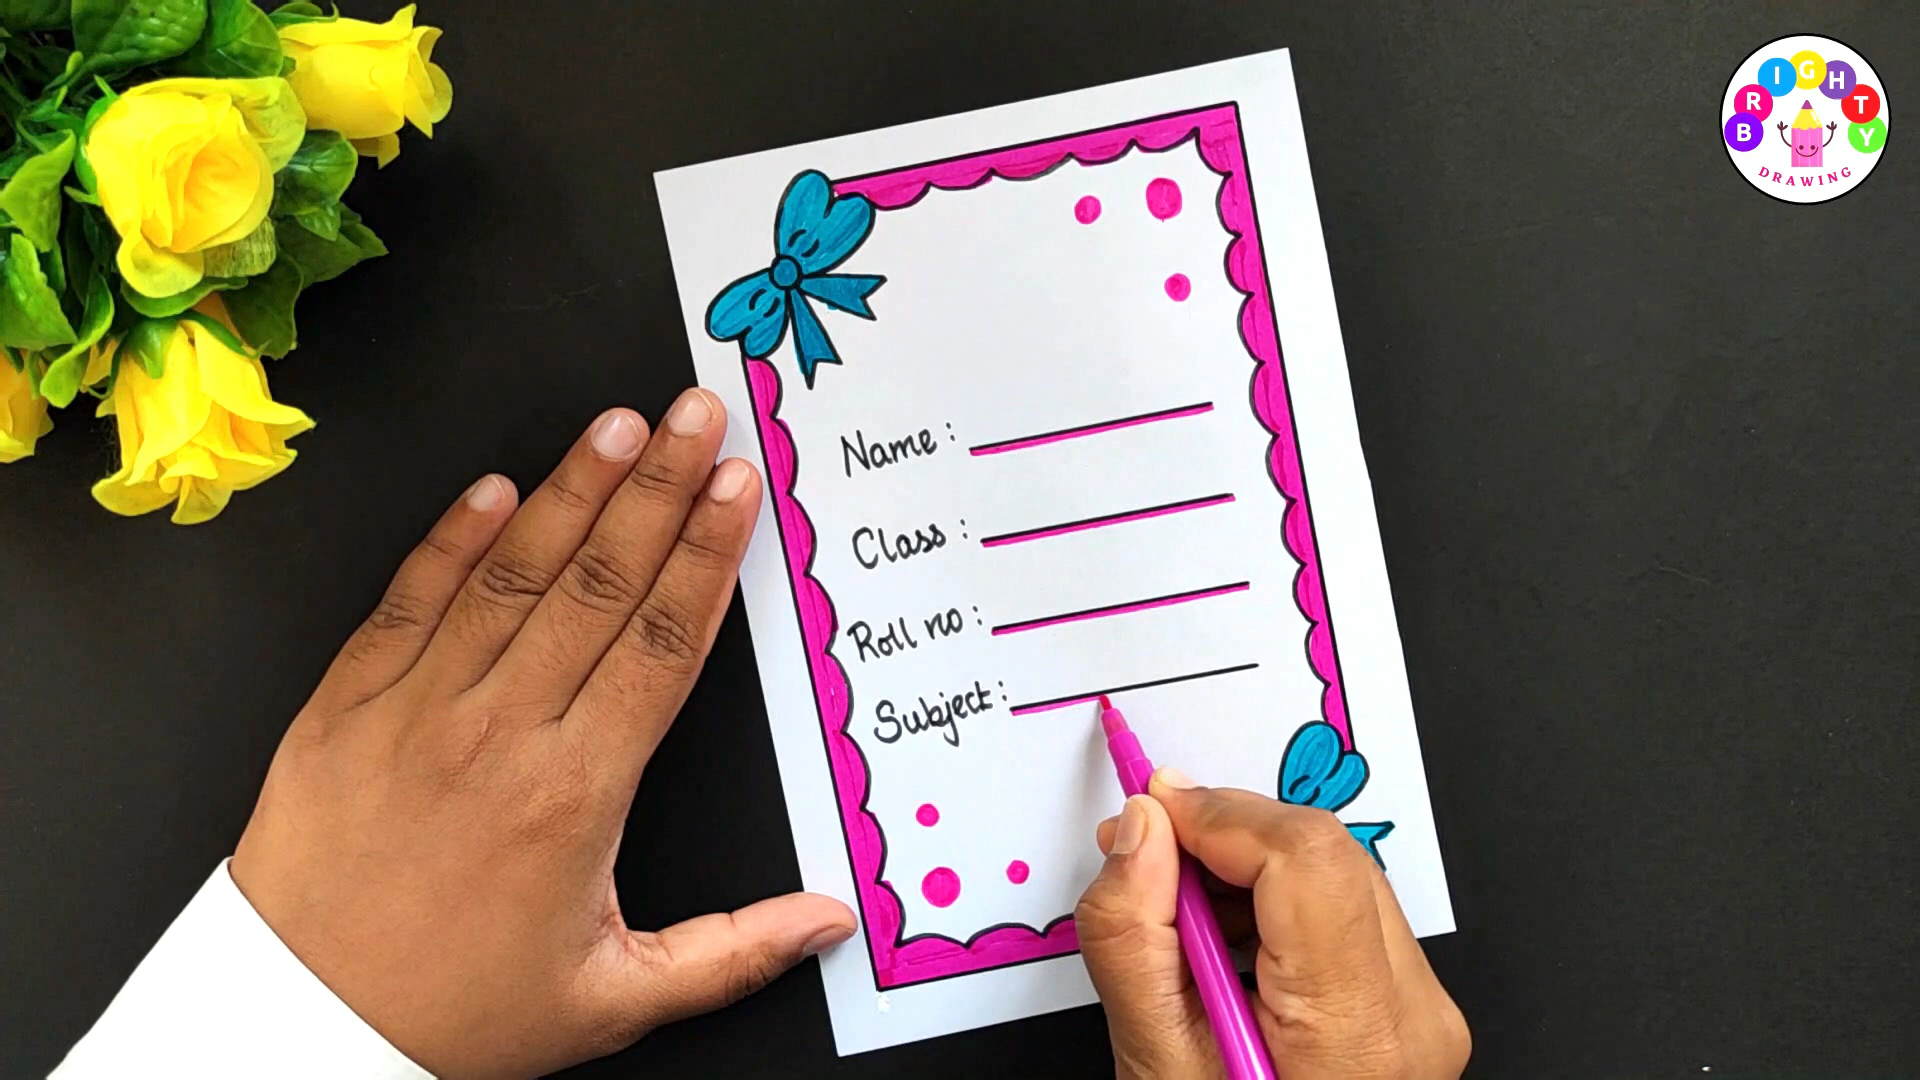 BRIGHTY
DRAWING
Name :
Class :
Roll no :
Subject :